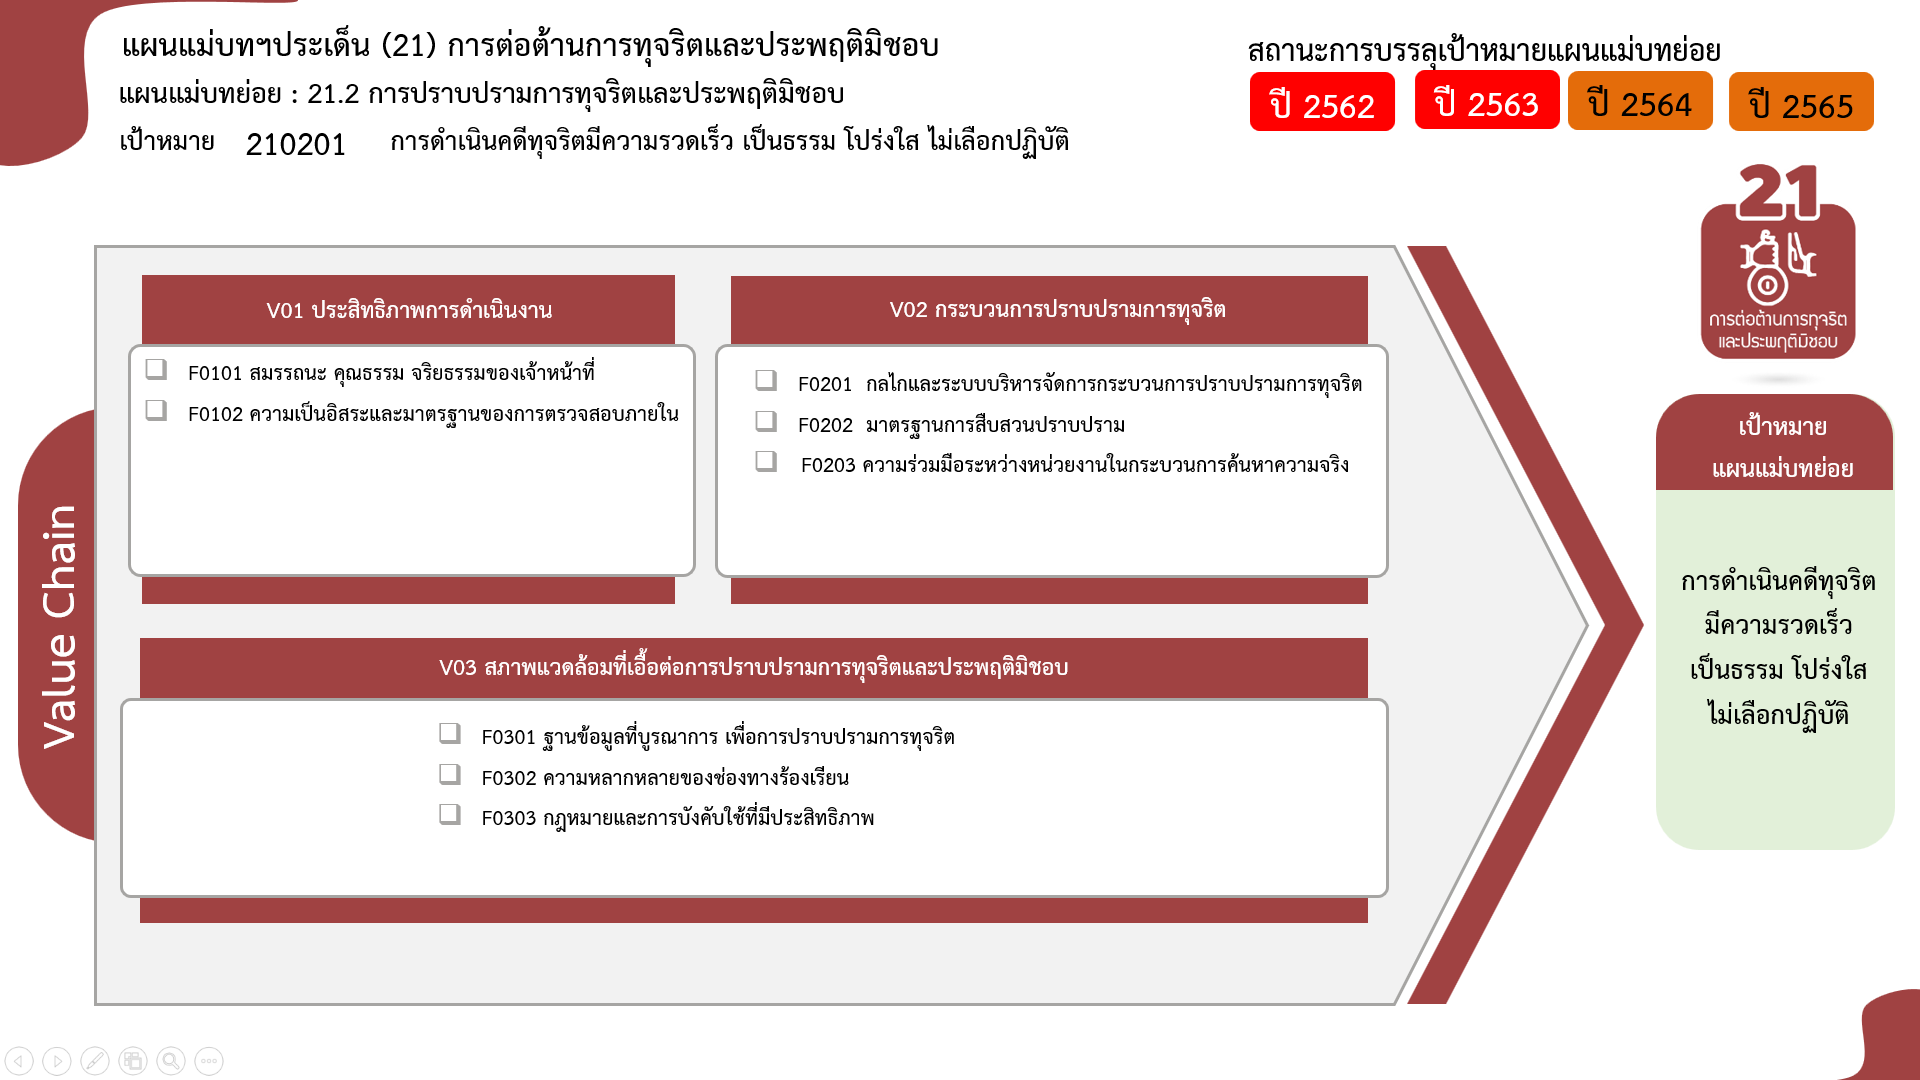 แผนแม่บทฯประเด็น (21) การต่อต้านการทุจริตและประพฤติมิชอบ
แผนแม่บทย่อย : 21.2 การปราบปรามการทุจริตและประพฤติมิชอบ
เป้าหมาย 210201 การดำเนินคดีทุจริตมีความรวดเร็ว เป็นธรรม โปร่งใส ไม่เลือกปฏิบัติ
สถานะการบรรลุเป้าหมายแผนแม่บทย่อย
ปี 2562 ปี 2563 ปี 2564 ปี 2565
21
การต่อต้านการทุจริต
และประพฤติมิชอบ
Value Chain
V01 ประสิทธิภาพการดำเนินงาน
F0101 สมรรถนะ คุณธรรม จริยธรรมของเจ้าหน้าที่
F0102 ความเป็นอิสระและมาตรฐานของการตรวจสอบภายใน
V02 กระบวนการปราบปรามการทุจริต
F0201 กลไกและระบบบริหารจัดการกระบวนการปราบปรามการทุจริต
F0202 มาตรฐานการสืบสวนปราบปราม
F0203 ความร่วมมือระหว่างหน่วยงานในกระบวนการค้นหาความจริง
V03 สภาพแวดล้อมที่เอื้อต่อการปราบปรามการทุจริตและประพฤติมิชอบ
F0301 ฐานข้อมูลที่บูรณาการ เพื่อการปราบปรามการทุจริต
F0302 ความหลากหลายของช่องทางร้องเรียน
F0303 กฎหมายและการบังคับใช้ที่มีประสิทธิภาพ
เป้าหมาย
แผนแม่บทย่อย
การดำเนินคดีทุจริต
มีความรวดเร็ว
เป็นธรรม โปร่งใส
ไม่เลือกปฏิบัติ